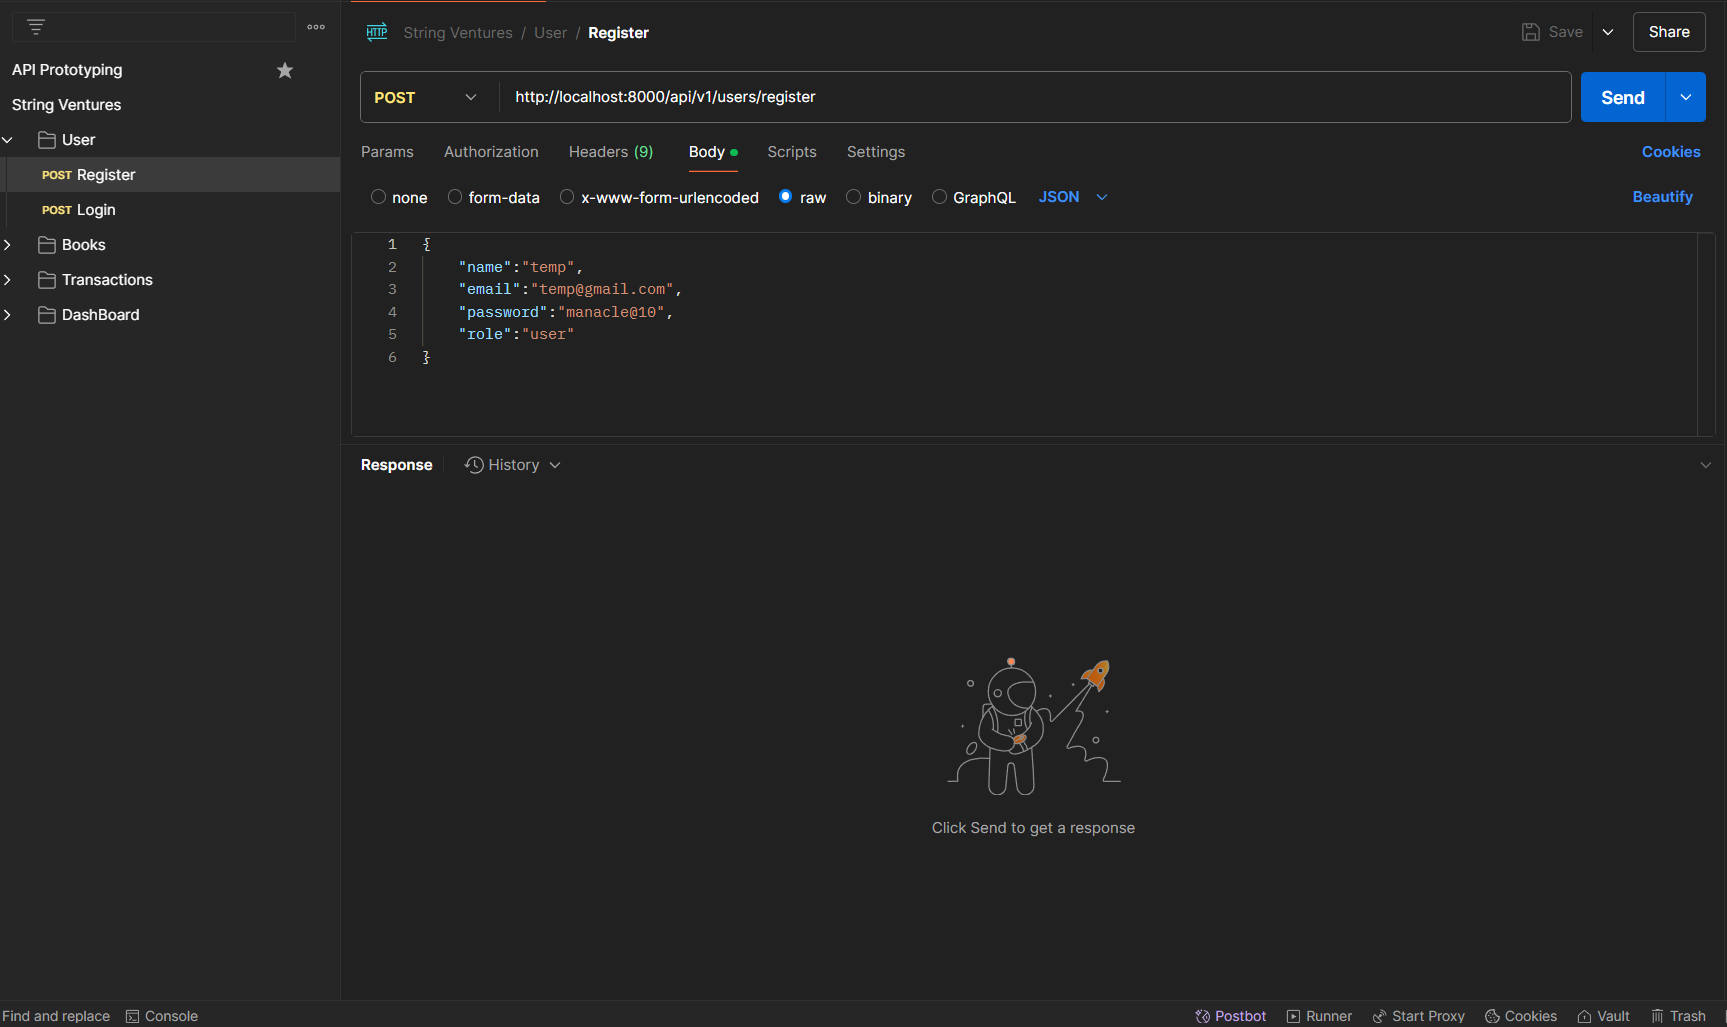 API Prototyping
String Ventures
User
POST Register
POST Login
Books
Transactions
DashBoard
HTTP String Ventures / User / Register
Save
Share
POST http://localhost:8000/api/v1/users/register
Send
Params Authorization Headers (9) Body Scripts Settings Cookies
none form-data x-www-form-urlencoded raw binary GraphQL JSON Beautify
1 {
2 "name":"temp",
3 "email":"temp@gmail.com",
4 "password":"manacle@10",
5 "role":"user"
6 }
Response History
Click Send to get a response
Find and replace Console Postbot Runner Start Proxy Cookies Vault Trash